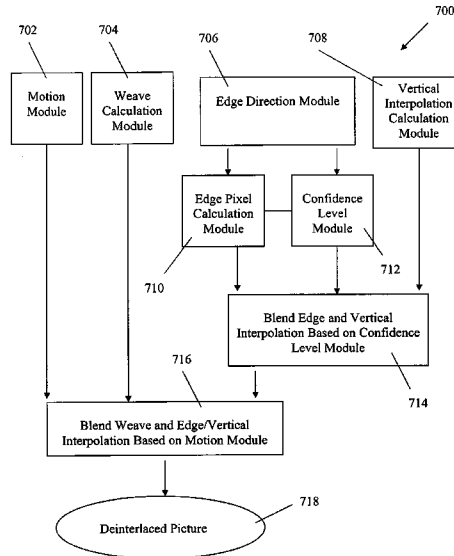 700
702
704
706
708
Motion
Module
Weave
Calculation
Module
Edge Direction Module
Vertical
Interpolation
Calculation
Module
Edge Pixel
Calculation
Module
Confidence
Level
Module
710
712
Blend Edge and Vertical
Interpolation Based on Confidence
Level Module
714
716
Blend Weave and Edge/Vertical
Interpolation Based on Motion Module
718
Deinterlaced Picture